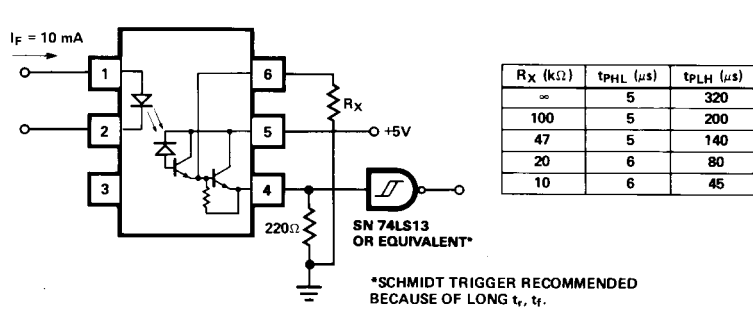 I_F = 10 mA
1
2
3
6
5
4
R_X
+5V
220Ω
SN 74LS13
OR EQUIVALENT*
*SCHMIDT TRIGGER RECOMMENDED
BECAUSE OF LONG t_r, t_f.
R_X (kΩ) t_PHL (μs) t_PLH (μs)
∞ 5 320
100 5 200
47 5 140
20 6 80
10 6 45